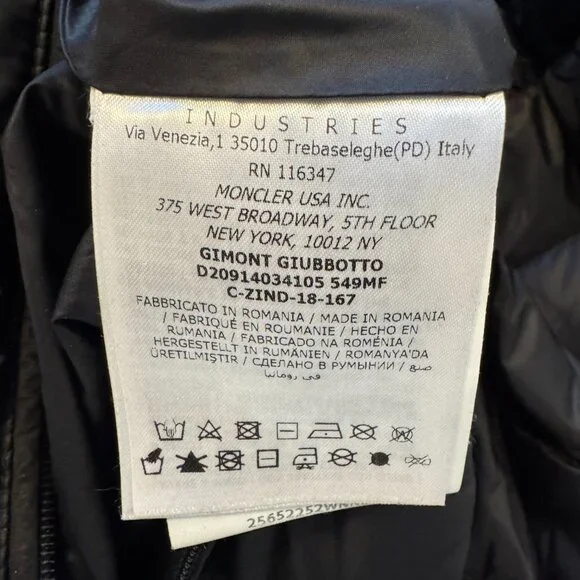 INDUSTRIES
Via Venezia,1 35010 Trebaseleghe(PD) Italy
RN 116347
MONCLER USA INC.
375 WEST BROADWAY, 5TH FLOOR
NEW YORK, 10012 NY
GIMONT GIUBBOTTO
D20914034105 549MF
C-ZIND-18-167
FABBRICATO IN ROMANIA / MADE IN ROMANIA
/ FABRIQUÉ EN ROUMANIE / HECHO EN
RUMANIA / FABRICADO NA ROMÉNIA /
HERGESTELLT IN RUMÄNIEN / ROMANYA'DA
ÜRETILMIŞTIR / СДЕЛАНО В РУМЫНИИ / صنع
في رومانيا